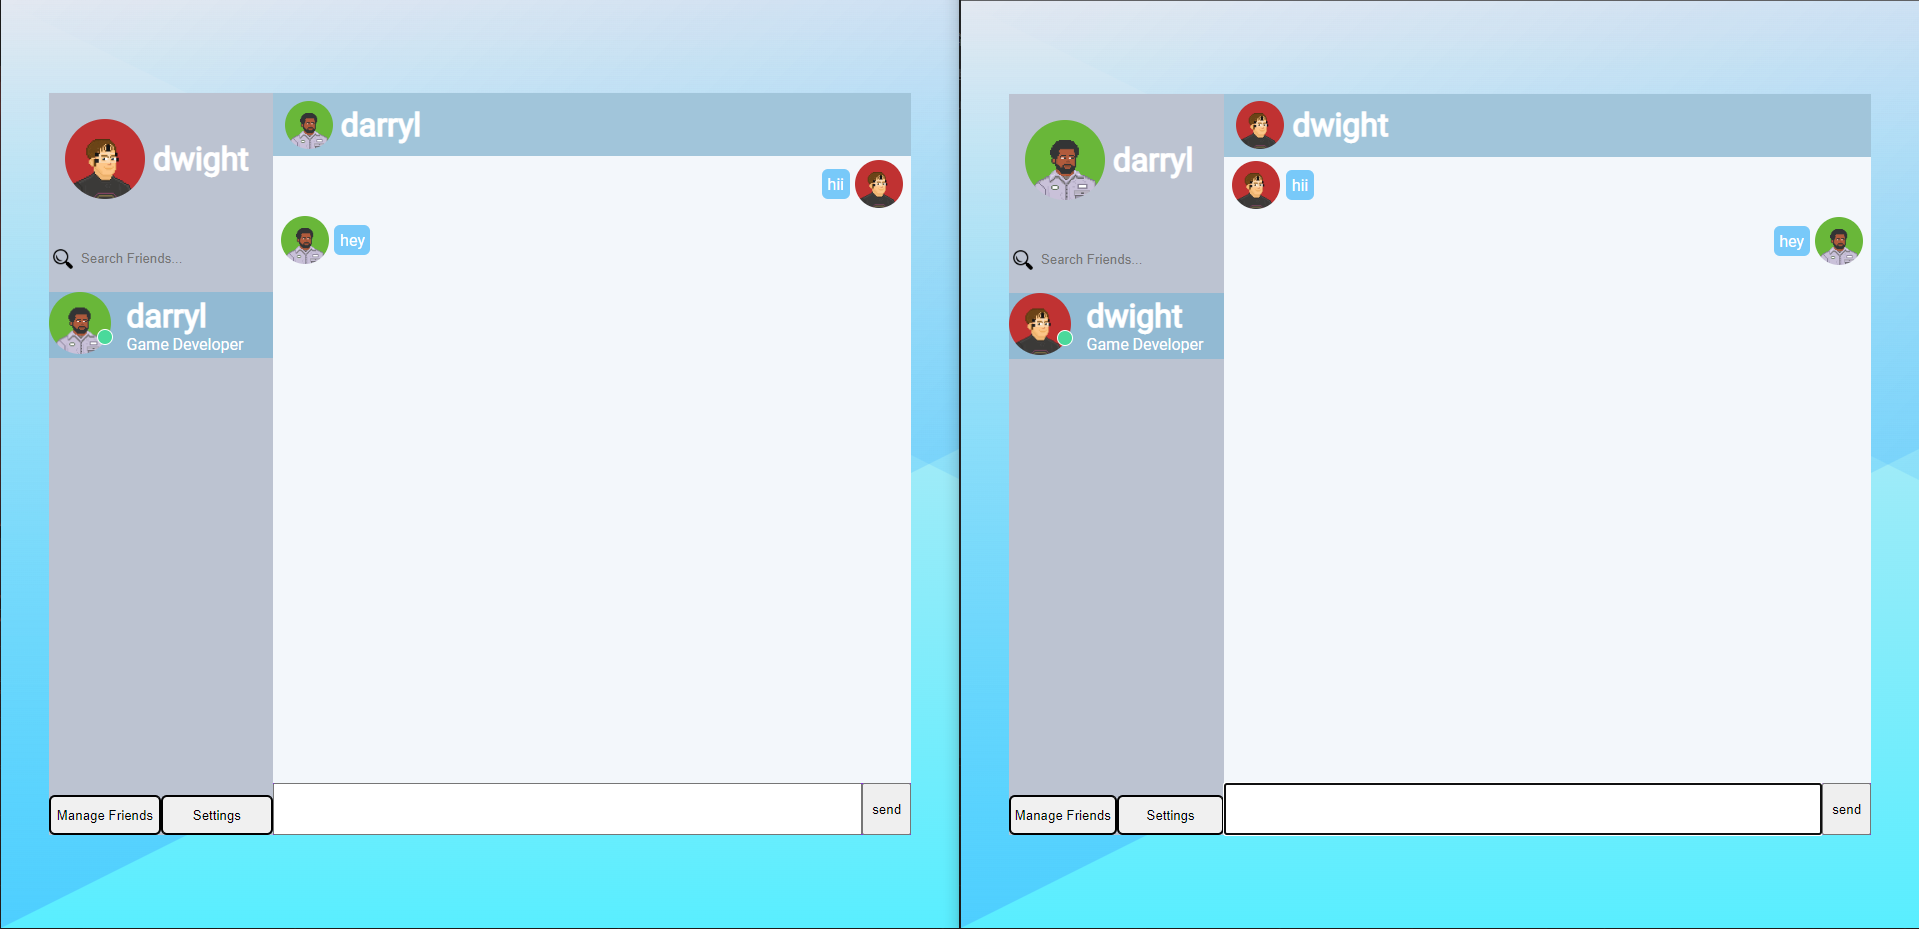 dwight
Search Friends...
darryl
Game Developer
Manage Friends
Settings
darryl
hii
hey
send
darryl
Search Friends...
dwight
Game Developer
Manage Friends
Settings
dwight
hii
hey
send